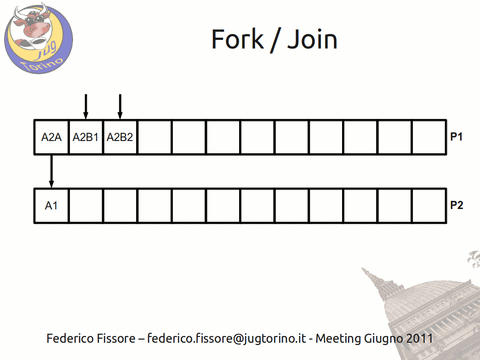 Fork / Join
Jug
Torino
A2A A2B1 A2B2 P1
A1 P2
Federico Fissore – federico.fissore@jugtorino.it - Meeting Giugno 2011